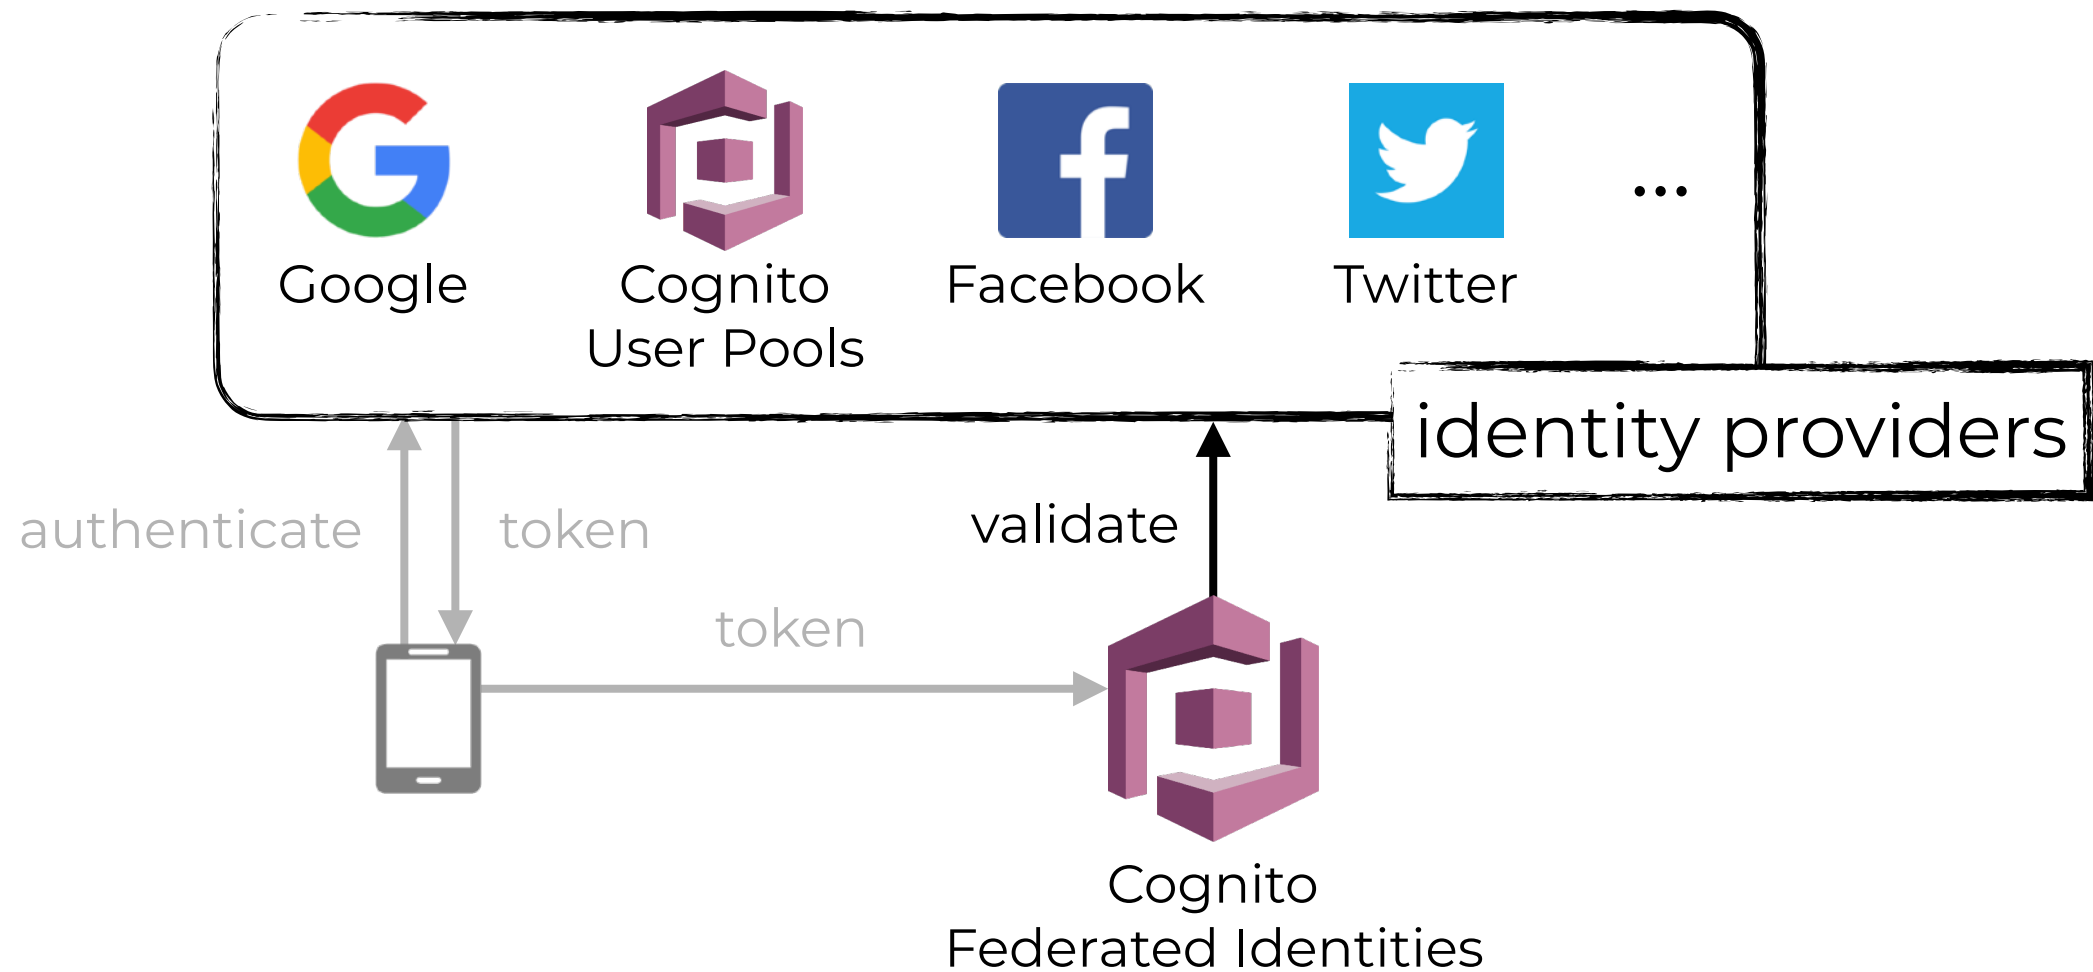 Google
Cognito
User Pools
Facebook
Twitter
...
identity providers
authenticate
token
validate
token
Cognito
Federated Identities